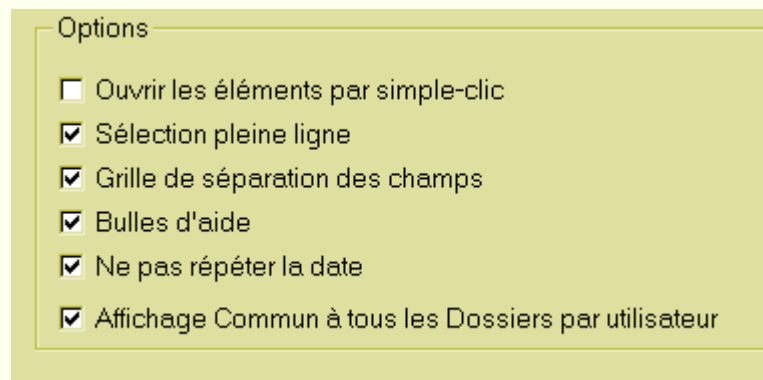 Options
Ouvrir les éléments par simple-clic
Sélection pleine ligne
Grille de séparation des champs
Bulles d'aide
Ne pas répéter la date
Affichage Commun à tous les Dossiers par utilisateur